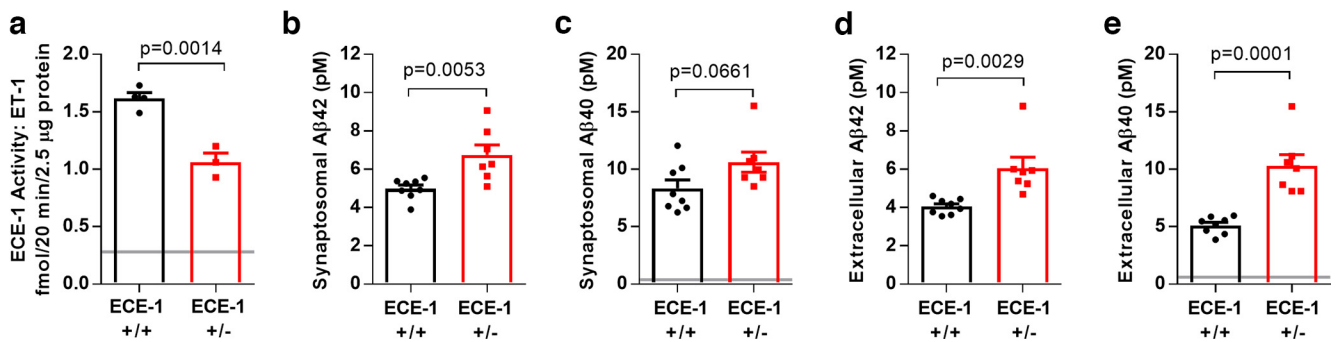 a
ECE-1 Activity: ET-1
fmol/20 min/2.5 μg protein
2.0
1.5
1.0
0.5
0.0
p=0.0014
ECE-1
+/+
ECE-1
+/-
b
Synaptosomal Aβ42 (pM)
12
10
8
6
4
2
0
p=0.0053
ECE-1
+/+
ECE-1
+/-
c
Synaptosomal Aβ40 (pM)
20
15
10
5
0
p=0.0661
ECE-1
+/+
ECE-1
+/-
d
Extracellular Aβ42 (pM)
12
10
8
6
4
2
0
p=0.0029
ECE-1
+/+
ECE-1
+/-
e
Extracellular Aβ40 (pM)
20
15
10
5
0
p=0.0001
ECE-1
+/+
ECE-1
+/-